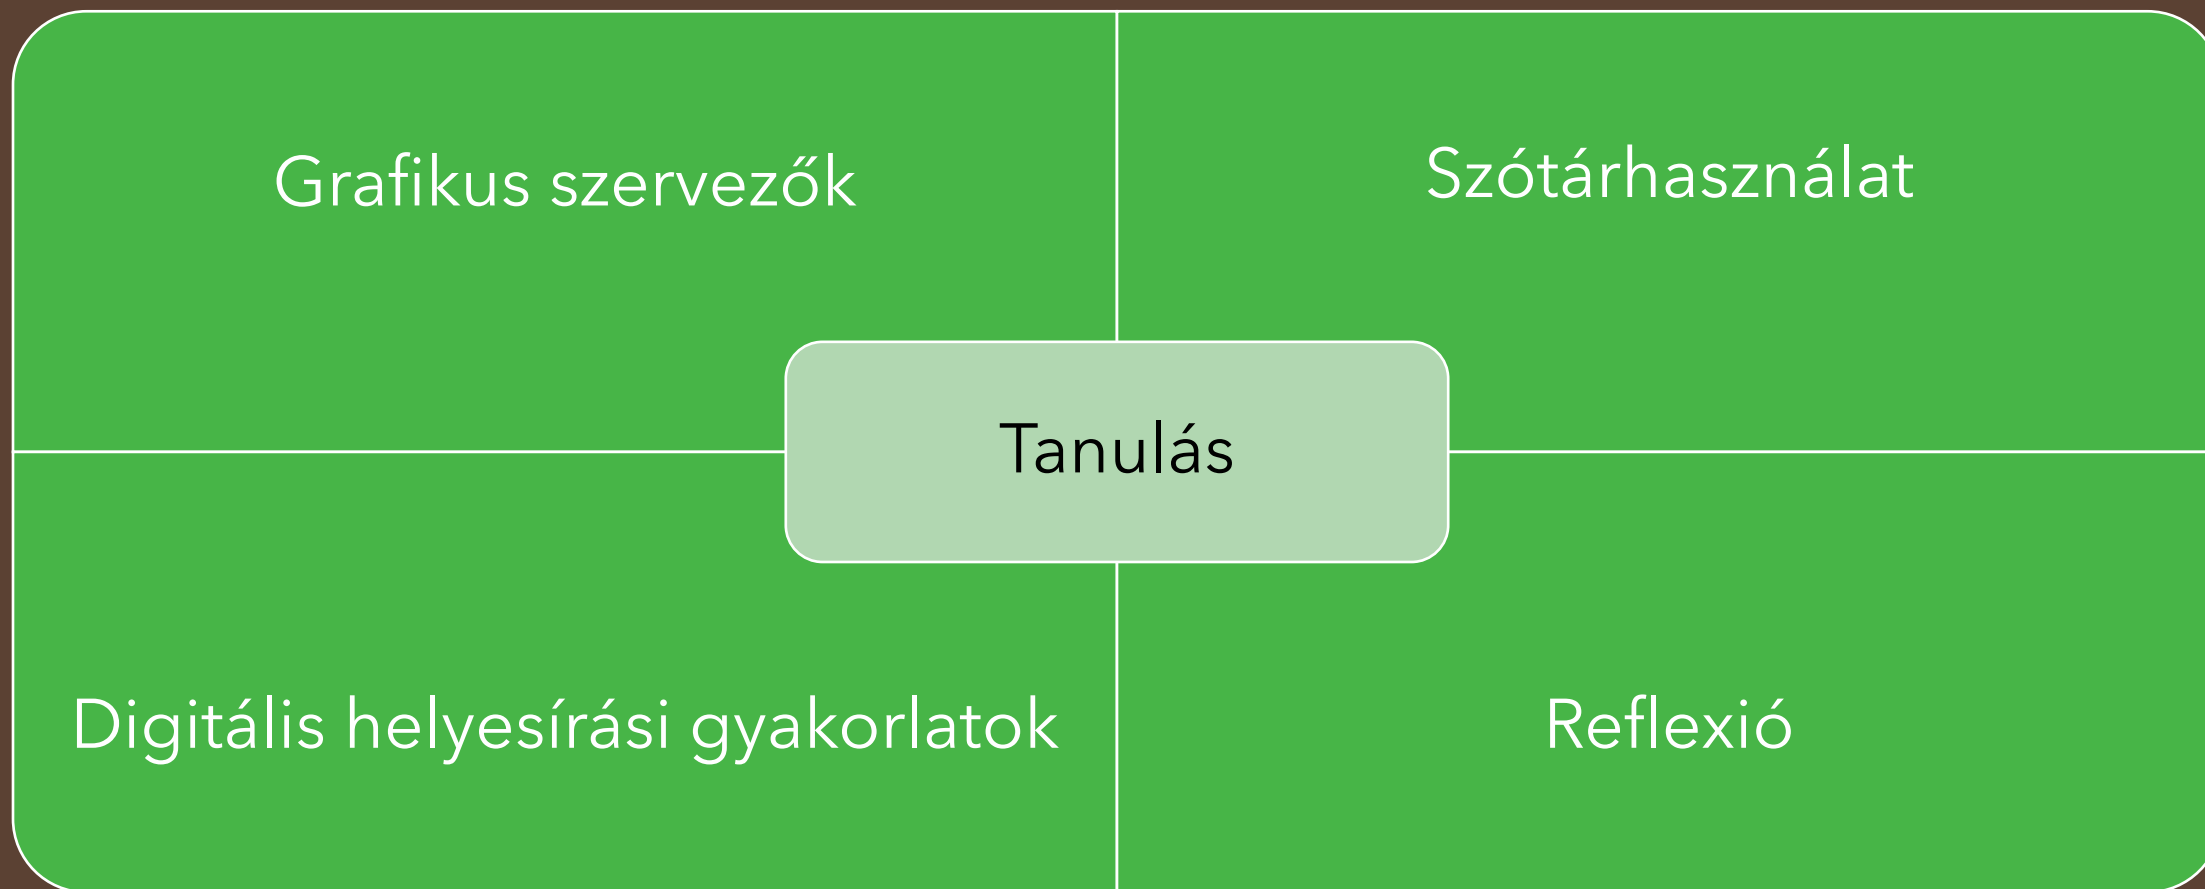 Grafikus szervezők
Szótárhasználat
Tanulás
Digitális helyesírási gyakorlatok
Reflexió